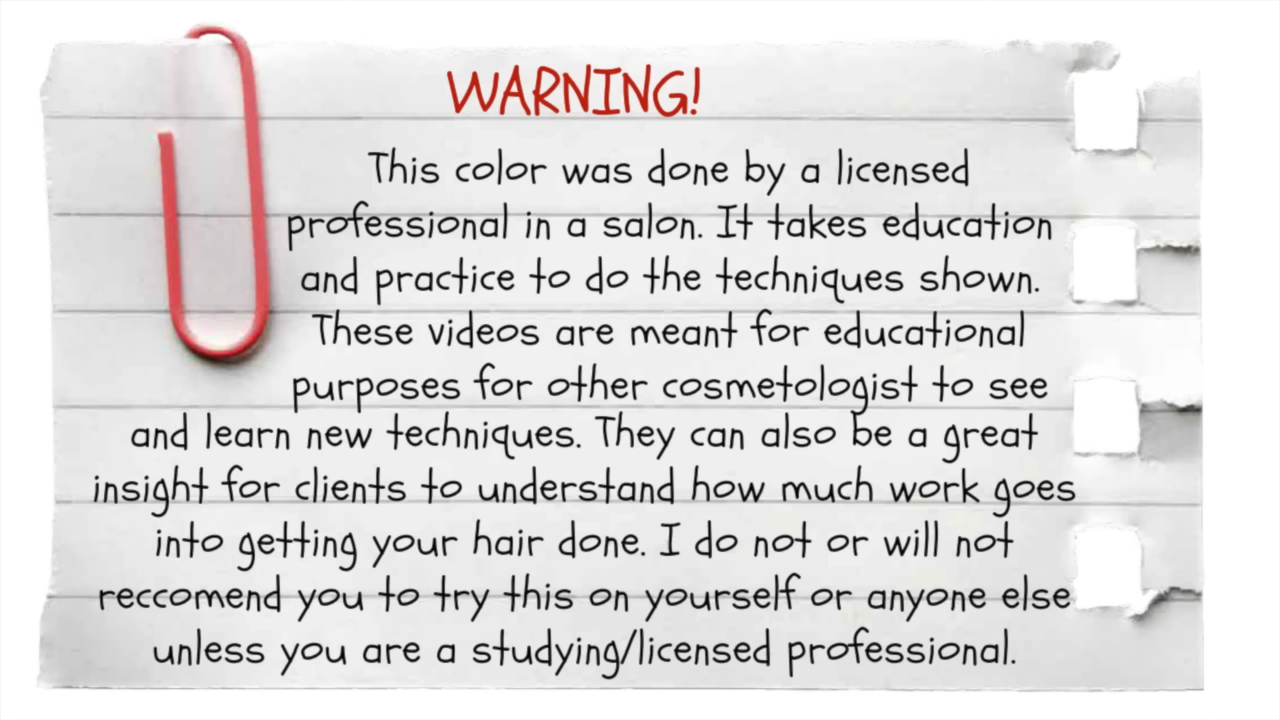 WARNING!
This color was done by a licensed
professional in a salon. It takes education
and practice to do the techniques shown.
These videos are meant for educational
purposes for other cosmetologist to see
and learn new techniques. They can also be a great
insight for clients to understand how much work goes
into getting your hair done. I do not or will not
reccomend you to try this on yourself or anyone else
unless you are a studying/licensed professional.